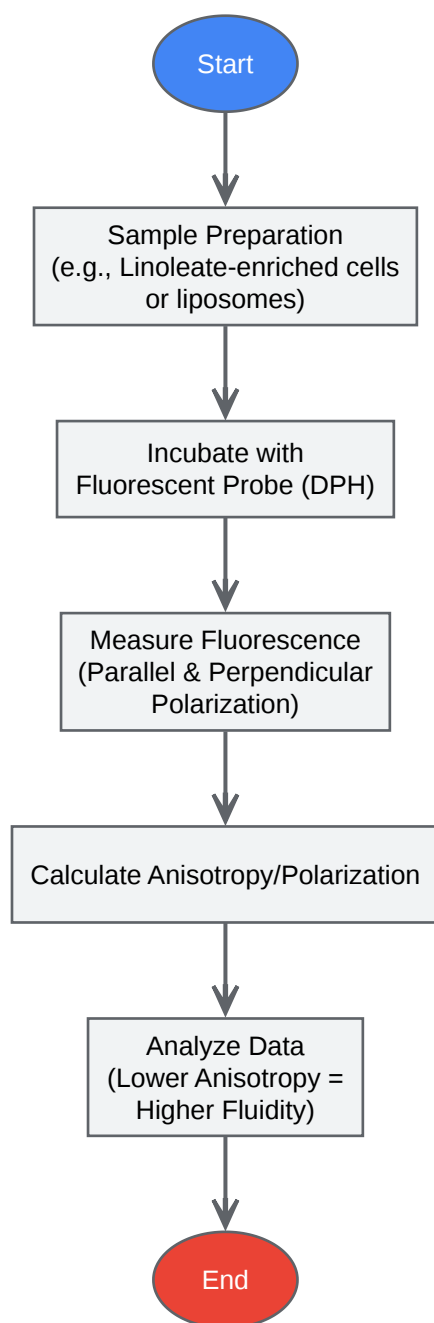 Start
Sample Preparation
(e.g., Linoleate-enriched cells
or liposomes)
Incubate with
Fluorescent Probe (DPH)
Measure Fluorescence
(Parallel & Perpendicular
Polarization)
Calculate Anisotropy/Polarization
Analyze Data
(Lower Anisotropy =
Higher Fluidity)
End